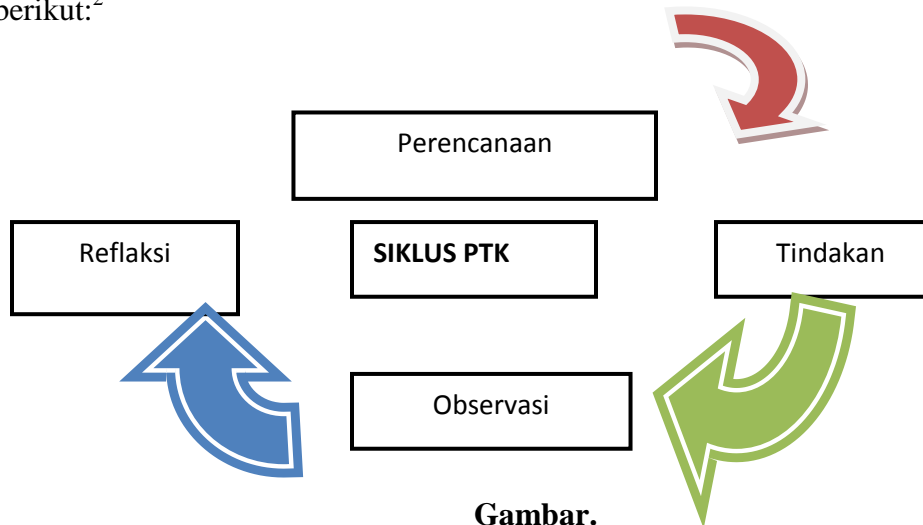 berikut:2
Perencanaan
Reflaksi
SIKLUS PTK
Tindakan
Observasi
Gambar.